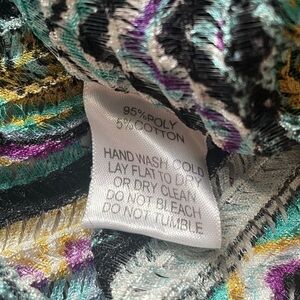 95%POLY
5%COTTON
HAND WASH COLD
LAY FLAT TO DRY
OR DRY CLEAN
DO NOT BLEACH
DO NOT TUMBLE